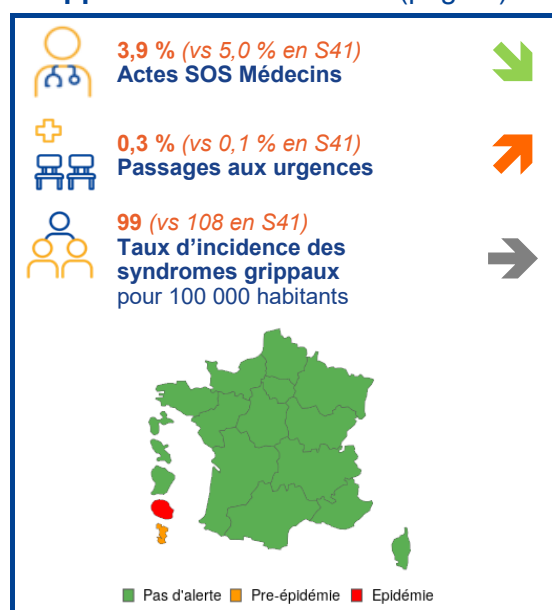 3,9 % (vs 5,0 % en S41)
Actes SOS Médecins
0,3 % (vs 0,1 % en S41)
Passages aux urgences
99 (vs 108 en S41)
Taux d'incidence des
syndromes grippaux
pour 100 000 habitants
Pas d'alerte Pre-épidémie Epidémie